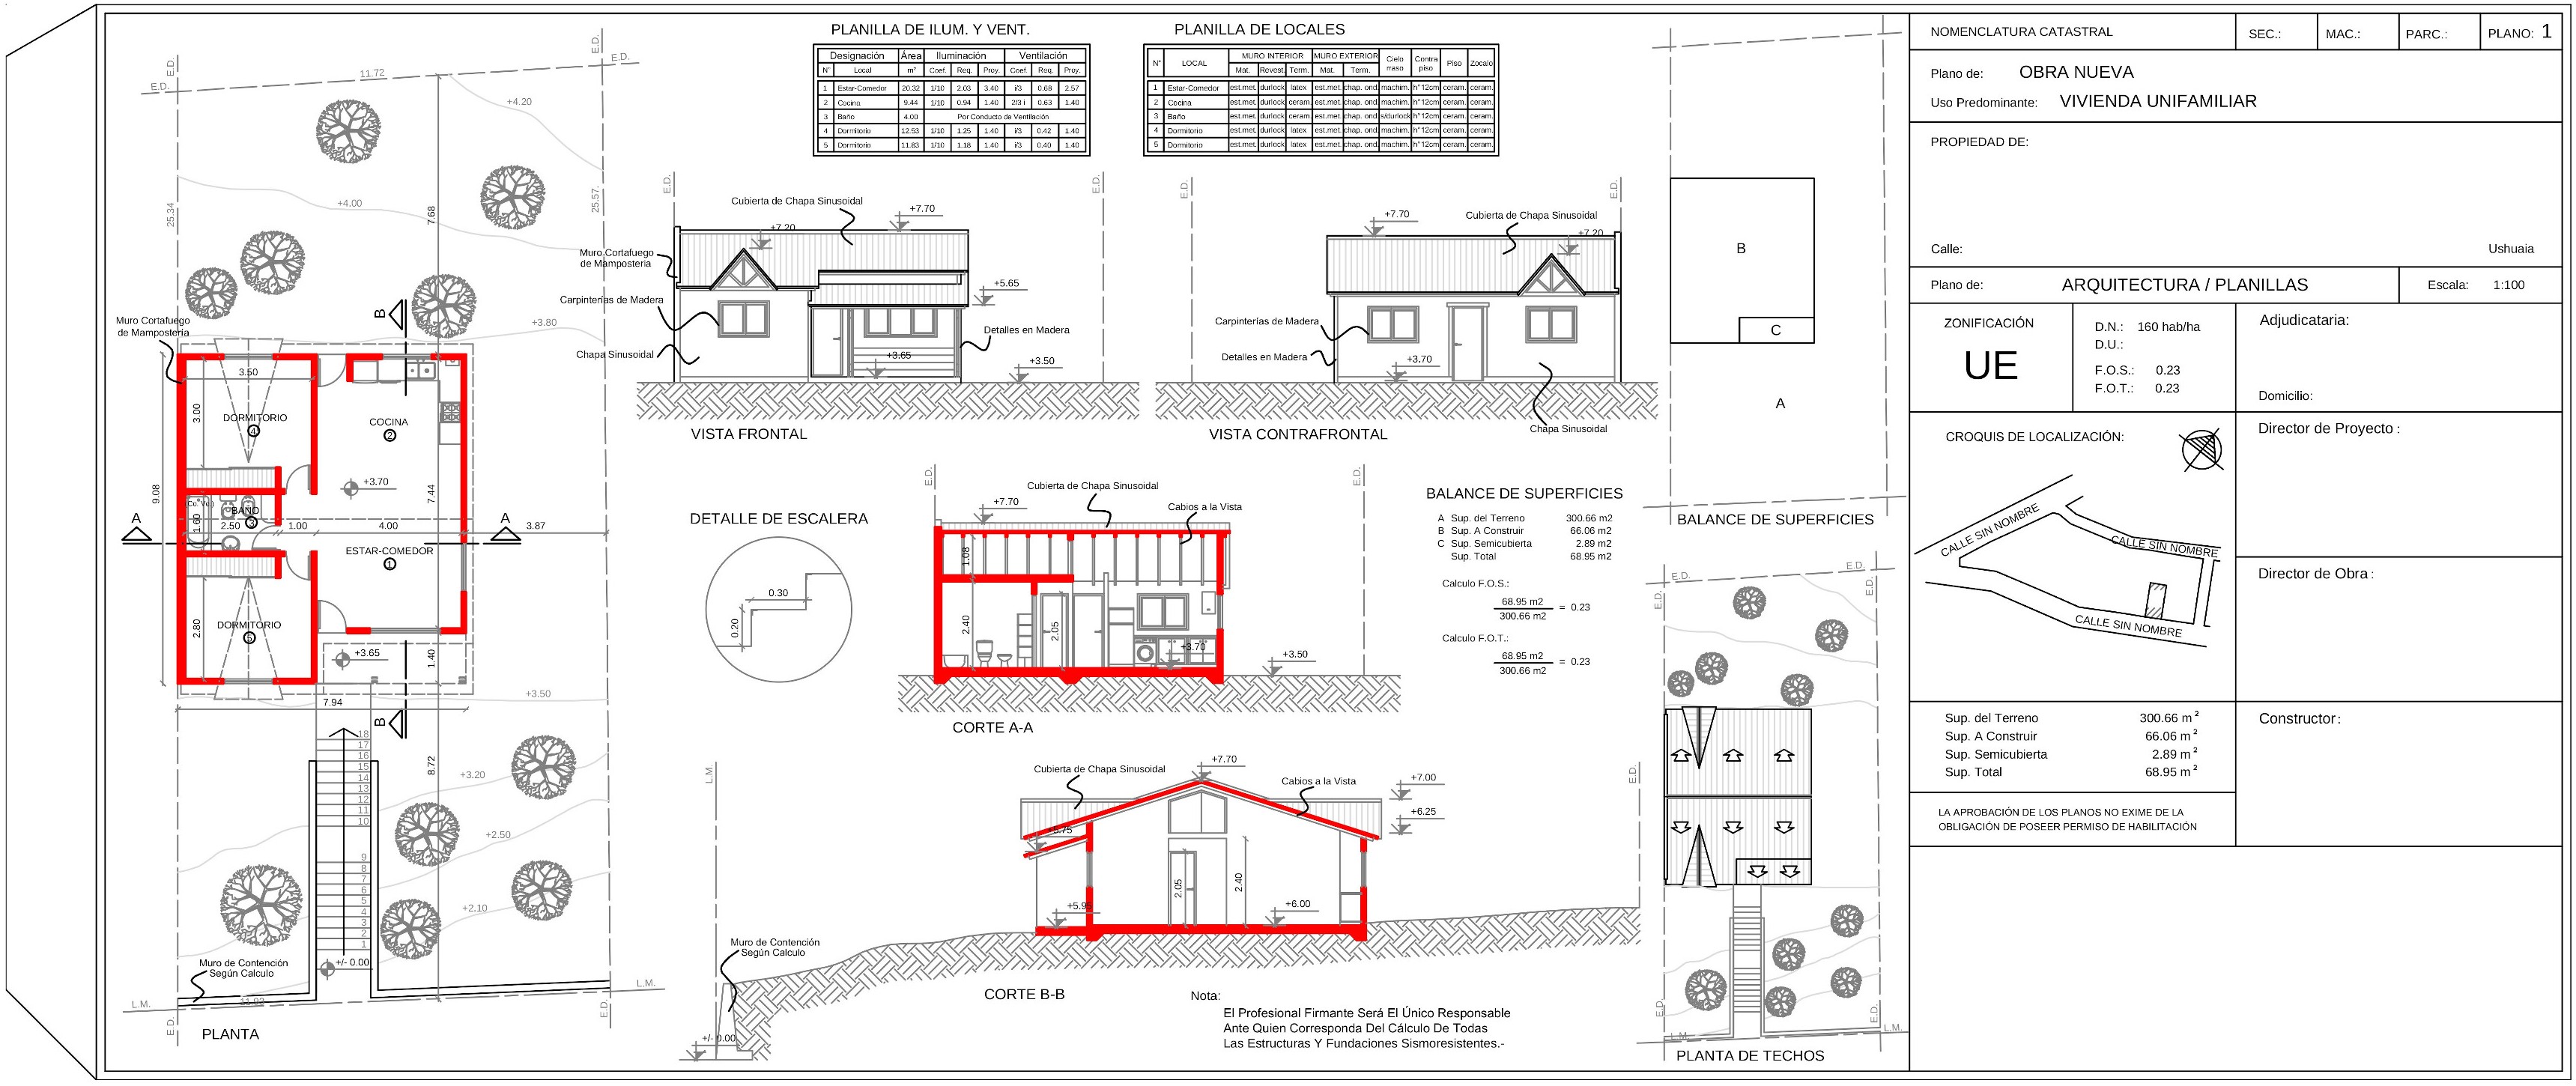 PLANILLA DE ILUM. Y VENT.
Designación Área Iluminación Ventilación
N° Local m² Coef. Req. Proy. Coef. Req. Proy.
1 Estar-Comedor 20.32 1/10 2.03 3.40 i/3 0.68 2.57
2 Cocina 9.44 1/10 0.94 1.40 2/3 i 0.63 1.40
3 Baño 4.00 Por Conducto de Ventilación
4 Dormitorio 12.53 1/10 1.25 1.40 i/3 0.42 1.40
5 Dormitorio 11.83 1/10 1.18 1.40 i/3 0.40 1.40
PLANILLA DE LOCALES
N° LOCAL MURO INTERIOR MURO EXTERIOR Cielo rraso Contra piso Piso Zocalo
Mat. Revest. Term. Mat. Term.
1 Estar-Comedor est.met. durlock latex est.met. chap. ond. machim. h°12cm ceram. ceram.
2 Cocina est.met. durlock ceram. est.met. chap. ond. machim. h°12cm ceram. ceram.
3 Baño est.met. durlock ceram. est.met. chap. ond. s/durlock h°12cm ceram. ceram.
4 Dormitorio est.met. durlock latex est.met. chap. ond. machim. h°12cm ceram. ceram.
5 Dormitorio est.met. durlock latex est.met. chap. ond. machim. h°12cm ceram. ceram.
E.D.
E.D.
11.72
E.D.
E.D.
+4.20
+4.00
25.34
7.68
25.57.
+3.80
Muro Cortafuego
de Mampostería
B
3.50
3.00
DORMITORIO
4
COCINA
2
+3.70
9.08
7.44
(Co. Ve.)
BAÑO
3
1.60
2.50
1.00
4.00
3.87
A
A
ESTAR-COMEDOR
1
2.80
DORMITORIO
5
+3.65
1.40
+3.50
7.94
B
8.72
18
17
16
15
14
13
12
11
10
9
8
7
6
5
4
3
2
1
+3.20
+2.50
+2.10
Muro de Contención
Según Calculo
+/- 0.00
L.M.
11.93
L.M.
E.D.
E.D.
PLANTA
E.D.
E.D.
Cubierta de Chapa Sinusoidal
+7.70
+7.20
Muro Cortafuego
de Mamposteria
Carpinterías de Madera
+5.65
Detalles en Madera
Chapa Sinusoidal
+3.65
+3.50
VISTA FRONTAL
E.D.
E.D.
+7.70
Cubierta de Chapa Sinusoidal
+7.20
Carpinterías de Madera
Detalles en Madera
+3.70
Chapa Sinusoidal
VISTA CONTRAFRONTAL
DETALLE DE ESCALERA
0.30
0.20
E.D.
E.D.
Cubierta de Chapa Sinusoidal
+7.70
Cabios a la Vista
1.08
2.40
2.05
+3.70
+3.50
CORTE A-A
BALANCE DE SUPERFICIES
A Sup. del Terreno 300.66 m2
B Sup. A Construir 66.06 m2
C Sup. Semicubierta 2.89 m2
Sup. Total 68.95 m2
Calculo F.O.S.:
68.95 m2
300.66 m2
= 0.23
Calculo F.O.T.:
68.95 m2
300.66 m2
= 0.23
L.M.
E.D.
Cubierta de Chapa Sinusoidal
+7.70
Cabios a la Vista
+7.00
+6.25
+5.75
2.05
2.40
+5.95
+6.00
Muro de Contención
Según Calculo
+/- 0.00
CORTE B-B
Nota:
El Profesional Firmante Será El Único Responsable
Ante Quien Corresponda Del Cálculo De Todas
Las Estructuras Y Fundaciones Sismoresistentes.-
B
C
A
BALANCE DE SUPERFICIES
E.D.
E.D.
E.D.
E.D.
E.D.
E.D.
L.M.
L.M.
PLANTA DE TECHOS
NOMENCLATURA CATASTRAL SEC.: MAC.: PARC.: PLANO: 1
Plano de: OBRA NUEVA
Uso Predominante: VIVIENDA UNIFAMILIAR
PROPIEDAD DE:
Calle: Ushuaia
Plano de: ARQUITECTURA / PLANILLAS Escala: 1:100
ZONIFICACIÓN
UE
D.N.: 160 hab/ha
D.U.:
F.O.S.: 0.23
F.O.T.: 0.23
Adjudicataria:
Domicilio:
CROQUIS DE LOCALIZACIÓN:
CALLE SIN NOMBRE
CALLE SIN NOMBRE
CALLE SIN NOMBRE
Director de Proyecto :
Director de Obra :
Sup. del Terreno 300.66 m²
Sup. A Construir 66.06 m²
Sup. Semicubierta 2.89 m²
Sup. Total 68.95 m²
Constructor:
LA APROBACIÓN DE LOS PLANOS NO EXIME DE LA
OBLIGACIÓN DE POSEER PERMISO DE HABILITACIÓN